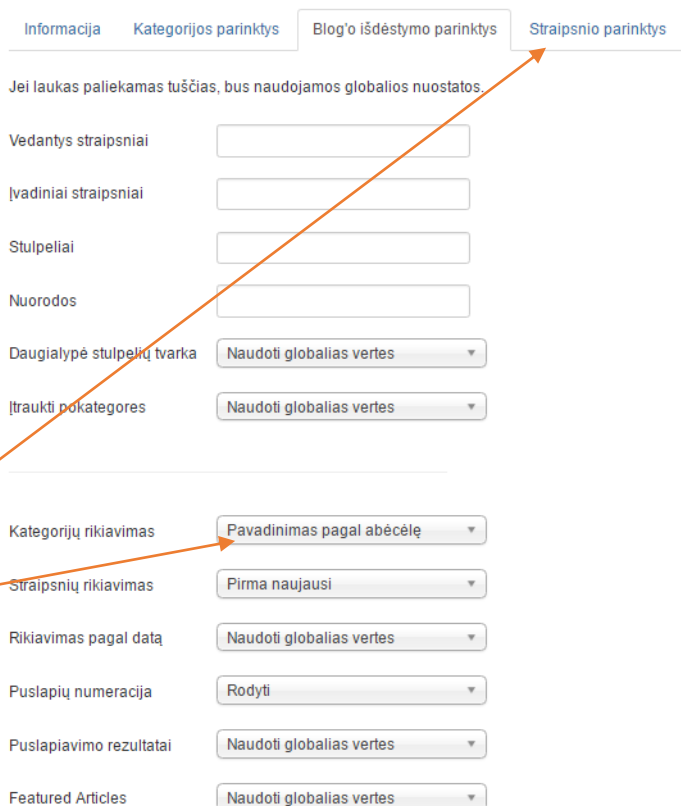 Informacija Kategorijos parinktys Blog'o išdėstymo parinktys Straipsnio parinktys
Jei laukas paliekamas tuščias, bus naudojamos globalios nuostatos.
Vedantys straipsniai
Įvadiniai straipsniai
Stulpeliai
Nuorodos
Daugialypė stulpelių tvarka Naudoti globalias vertes
Įtraukti pokategores Naudoti globalias vertes
Kategorijų rikiavimas Pavadinimas pagal abėcėlę
Straipsnių rikiavimas Pirma naujausi
Rikiavimas pagal datą Naudoti globalias vertes
Puslapių numeracija Rodyti
Puslapiavimo rezultatai Naudoti globalias vertes
Featured Articles Naudoti globalias vertes